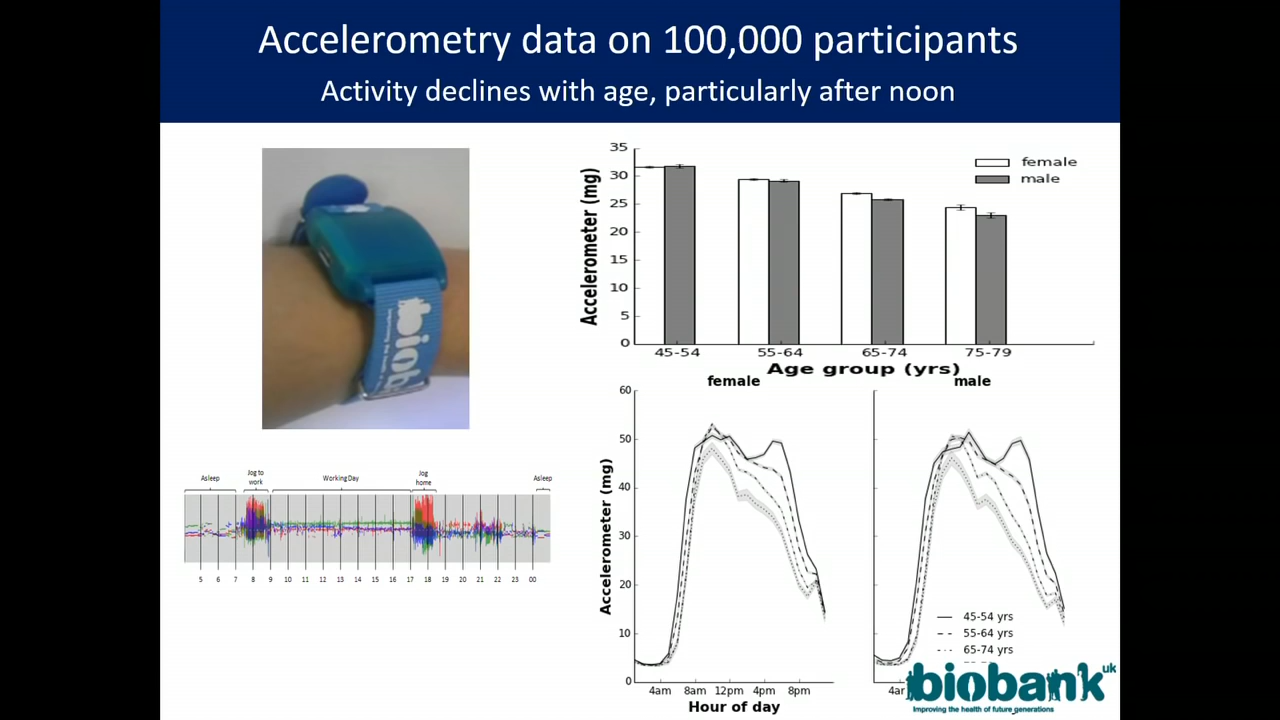 Accelerometry data on 100,000 participants
Activity declines with age, particularly after noon
biob
Asleep
Jog to work
Working Day
Jog home
Asleep
5 6 7 8 9 10 11 12 13 14 15 16 17 18 19 20 21 22 23 00
Accelerometer (mg)
35
30
25
20
15
10
5
0
female
male
45-54 55-64 65-74 75-79
Age group (yrs)
female
male
Accelerometer (mg)
60
50
40
30
20
10
0
4am 8am 12pm 4pm 8pm
Hour of day
45-54 yrs
55-64 yrs
65-74 yrs
4am
biobank uk
Improving the health of future generations